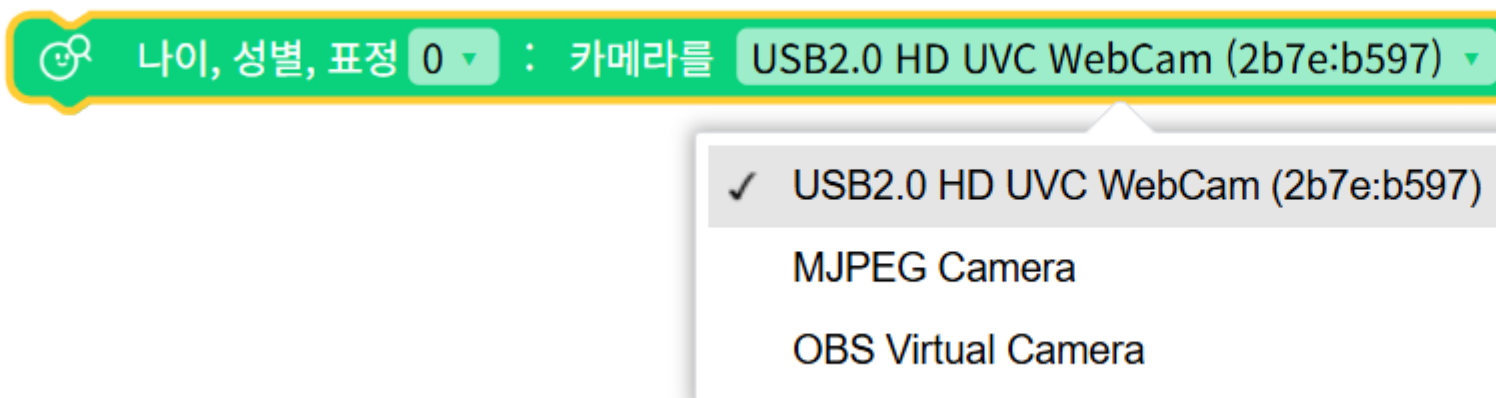 나이, 성별, 표정 0 : 카메라를 USB2.0 HD UVC WebCam (2b7e:b597)
USB2.0 HD UVC WebCam (2b7e:b597)
MJPEG Camera
OBS Virtual Camera